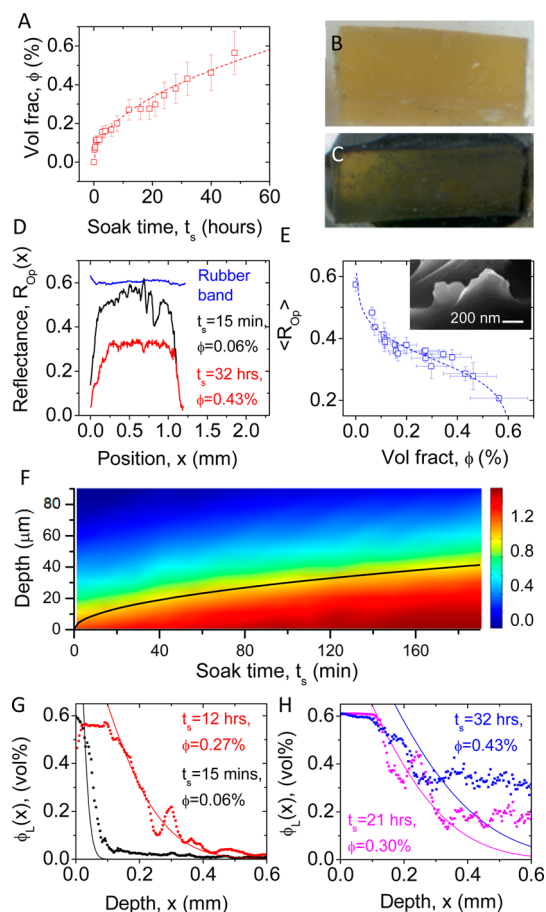 A
Vol frac, ϕ (%)
0.6
0.4
0.2
0.0
0
20
40
60
Soak time, tₛ (hours)
B
C
D
Reflectance, R_Op(x)
0.6
0.4
0.2
0.0
Rubber
band
tₛ=15 min,
ϕ=0.06%
tₛ=32 hrs,
ϕ=0.43%
0.0 0.5 1.0 1.5 2.0
Position, x (mm)
E
<R_Op>
0.6
0.4
0.2
200 nm
0.0
0.2
0.4
0.6
Vol fract, ϕ (%)
F
Depth (μm)
80
60
40
20
0
0
40
80
120
160
Soak time, tₛ (min)
1.2
0.8
0.4
0.0
G
ϕ_L(x), (vol%)
0.6
0.4
0.2
0.0
tₛ=12 hrs,
ϕ=0.27%
tₛ=15 mins,
ϕ=0.06%
0.0 0.2 0.4 0.6
Depth, x (mm)
H
ϕ_L(x), (vol%)
0.6
0.4
0.2
0.0
tₛ=32 hrs,
ϕ=0.43%
tₛ=21 hrs,
ϕ=0.30%
0.0 0.2 0.4 0.6
Depth, x (mm)